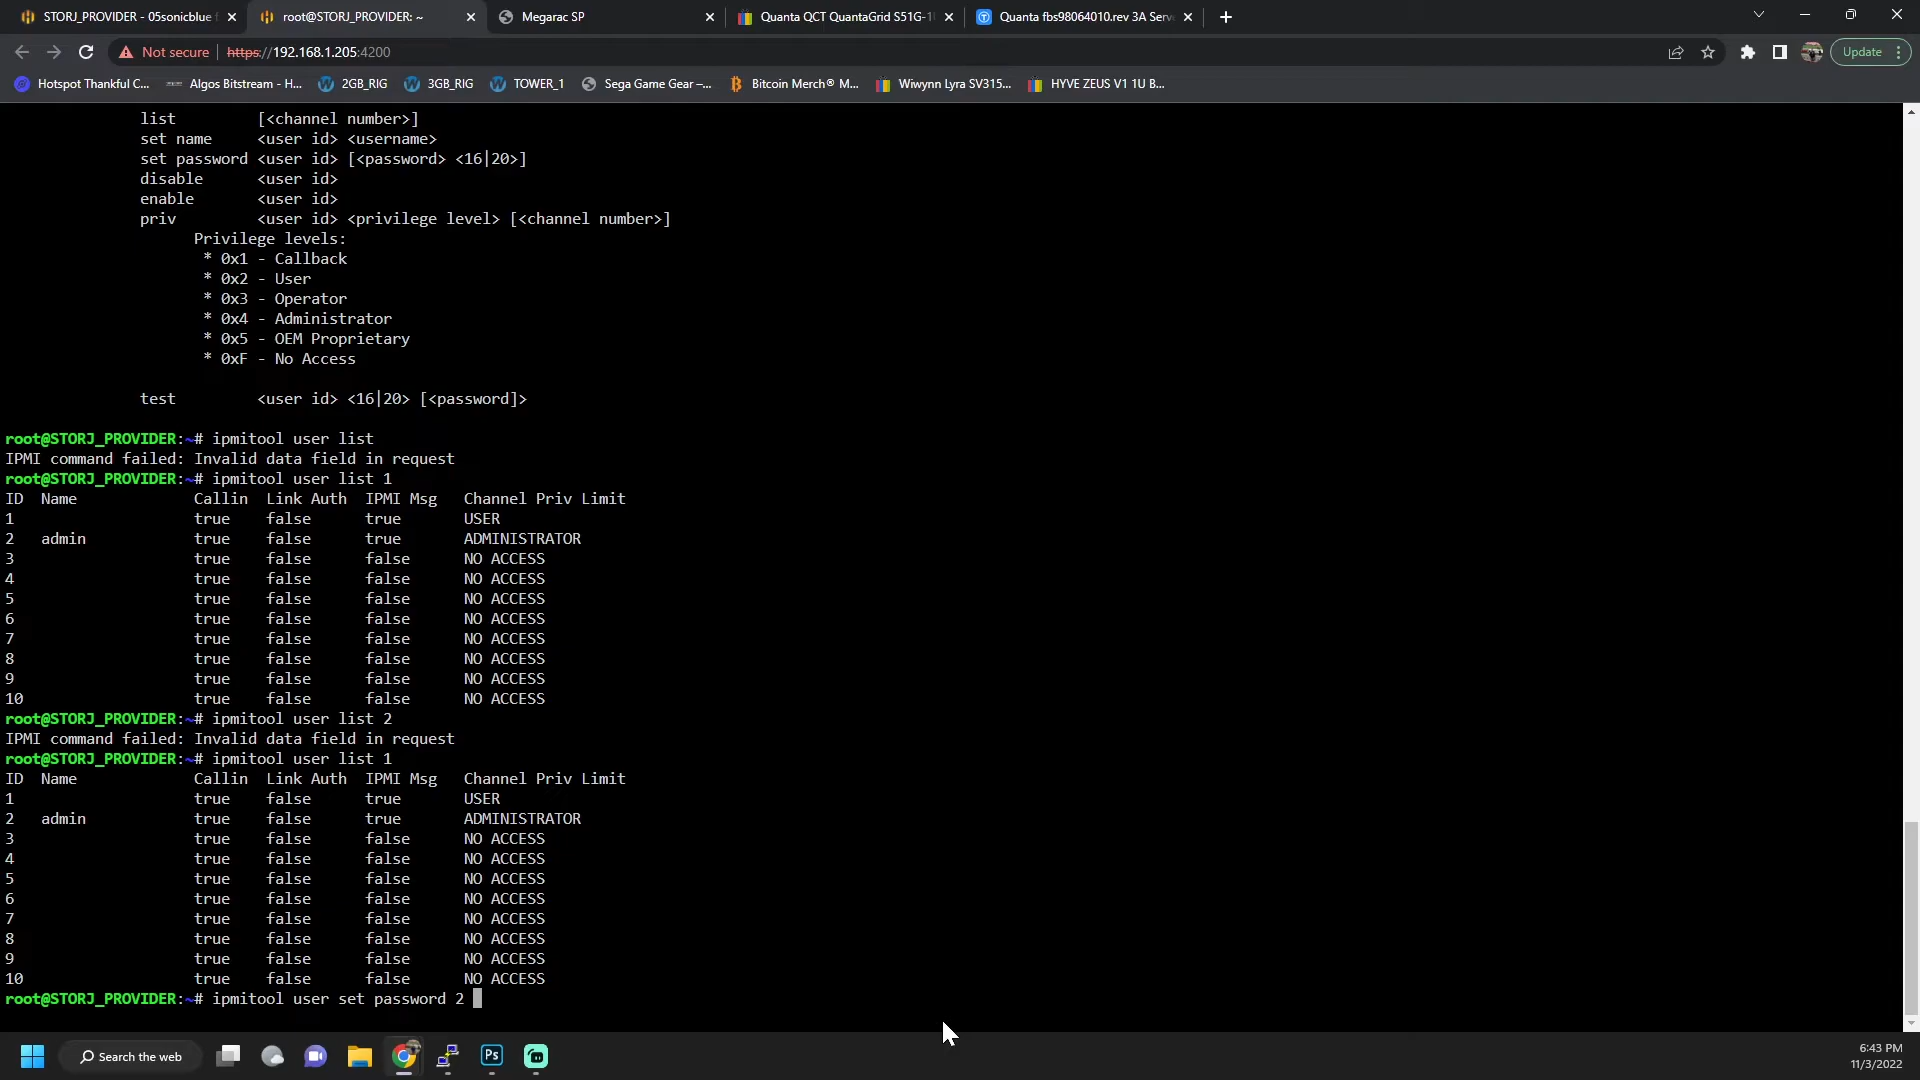 STORJ_PROVIDER - 05sonicblue
root@STORJ_PROVIDER: ~
Megarac SP
Quanta QCT QuantaGrid S51G-1
Quanta fbs98064010.rev 3A Serv
Not secure
https://192.168.1.205:4200
Update
Hotspot Thankful C...
Algos Bitstream - H...
2GB_RIG
3GB_RIG
TOWER_1
Sega Game Gear –...
Bitcoin Merch® M...
Wiwynn Lyra SV315...
HYVE ZEUS V1 1U B...
list [<channel number>]
set name <user id> <username>
set password <user id> [<password> <16|20>]
disable <user id>
enable <user id>
priv <user id> <privilege level> [<channel number>]
Privilege levels:
* 0x1 - Callback
* 0x2 - User
* 0x3 - Operator
* 0x4 - Administrator
* 0x5 - OEM Proprietary
* 0xF - No Access
test <user id> <16|20> [<password]>
root@STORJ_PROVIDER:~# ipmitool user list
IPMI command failed: Invalid data field in request
root@STORJ_PROVIDER:~# ipmitool user list 1
ID Name Callin Link Auth IPMI Msg Channel Priv Limit
1 true false true USER
2 admin true false true ADMINISTRATOR
3 true false false NO ACCESS
4 true false false NO ACCESS
5 true false false NO ACCESS
6 true false false NO ACCESS
7 true false false NO ACCESS
8 true false false NO ACCESS
9 true false false NO ACCESS
10 true false false NO ACCESS
root@STORJ_PROVIDER:~# ipmitool user list 2
IPMI command failed: Invalid data field in request
root@STORJ_PROVIDER:~# ipmitool user list 1
ID Name Callin Link Auth IPMI Msg Channel Priv Limit
1 true false true USER
2 admin true false true ADMINISTRATOR
3 true false false NO ACCESS
4 true false false NO ACCESS
5 true false false NO ACCESS
6 true false false NO ACCESS
7 true false false NO ACCESS
8 true false false NO ACCESS
9 true false false NO ACCESS
10 true false false NO ACCESS
root@STORJ_PROVIDER:~# ipmitool user set password 2
Search the web
Ps
6:43 PM
11/3/2022